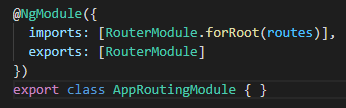 @NgModule({
  imports: [RouterModule.forRoot(routes)],
  exports: [RouterModule]
})
export class AppRoutingModule { }